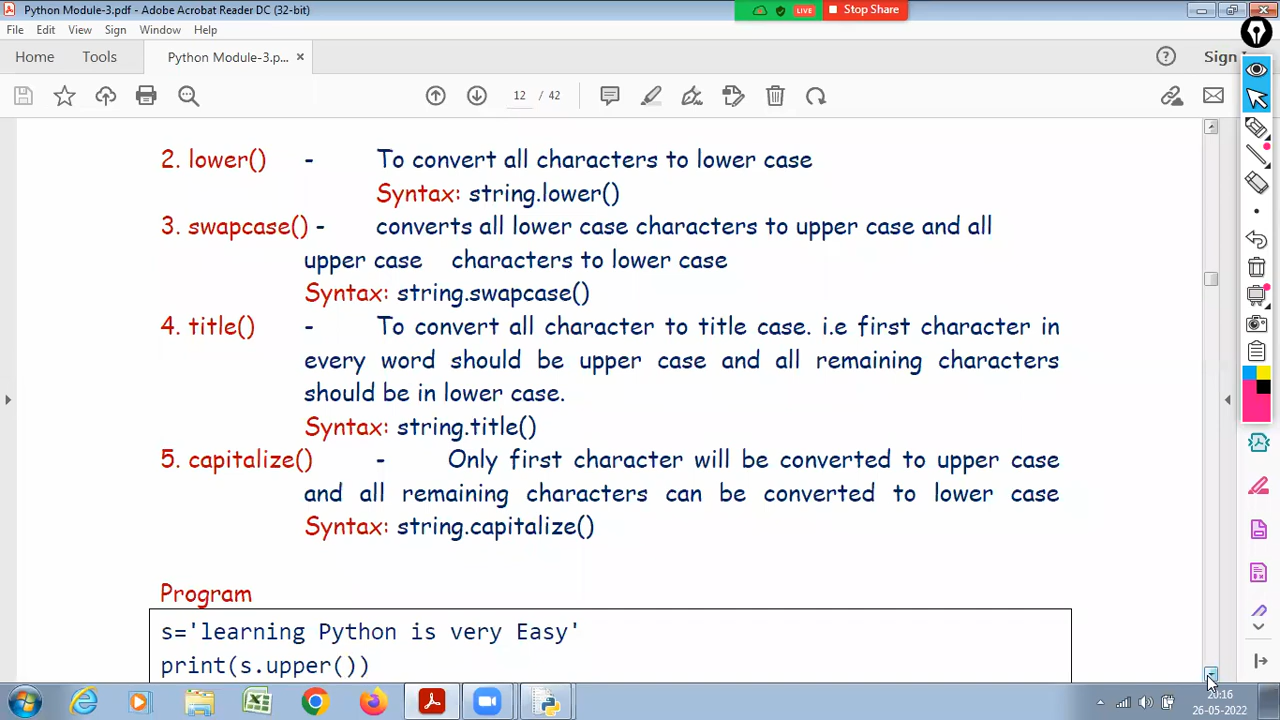 Python Module-3.pdf - Adobe Acrobat Reader DC (32-bit)
LIVE
Stop Share
File Edit View Sign Window Help
Home Tools Python Module-3.p... × Sign
12 / 42
2. lower() - To convert all characters to lower case
Syntax: string.lower()
3. swapcase() - converts all lower case characters to upper case and all
upper case characters to lower case
Syntax: string.swapcase()
4. title() - To convert all character to title case. i.e first character in
every word should be upper case and all remaining characters
should be in lower case.
Syntax: string.title()
5. capitalize() - Only first character will be converted to upper case
and all remaining characters can be converted to lower case
Syntax: string.capitalize()
Program
s='learning Python is very Easy'
print(s.upper())
20:16
26-05-2022